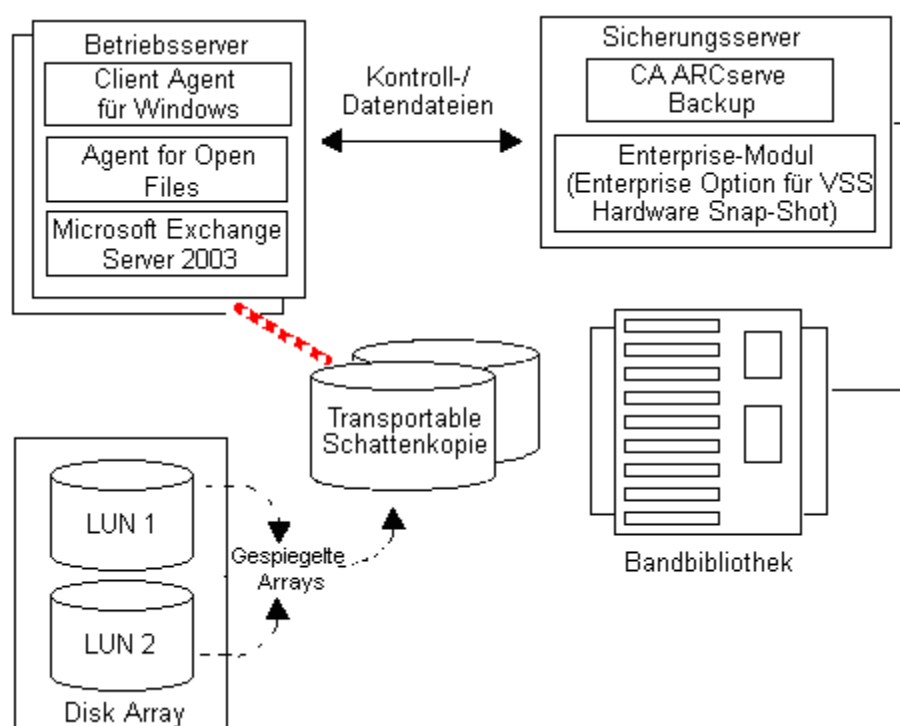 Betriebsserver
Client Agent
für Windows
Agent for Open
Files
Microsoft Exchange
Server 2003
Kontroll-/
Datendateien
Sicherungsserver
CA ARCserve
Backup
Enterprise-Modul
(Enterprise Option für VSS
Hardware Snap-Shot)
Transportable
Schattenkopie
LUN 1
Gespiegelte
Arrays
LUN 2
Disk Array
Bandbibliothek